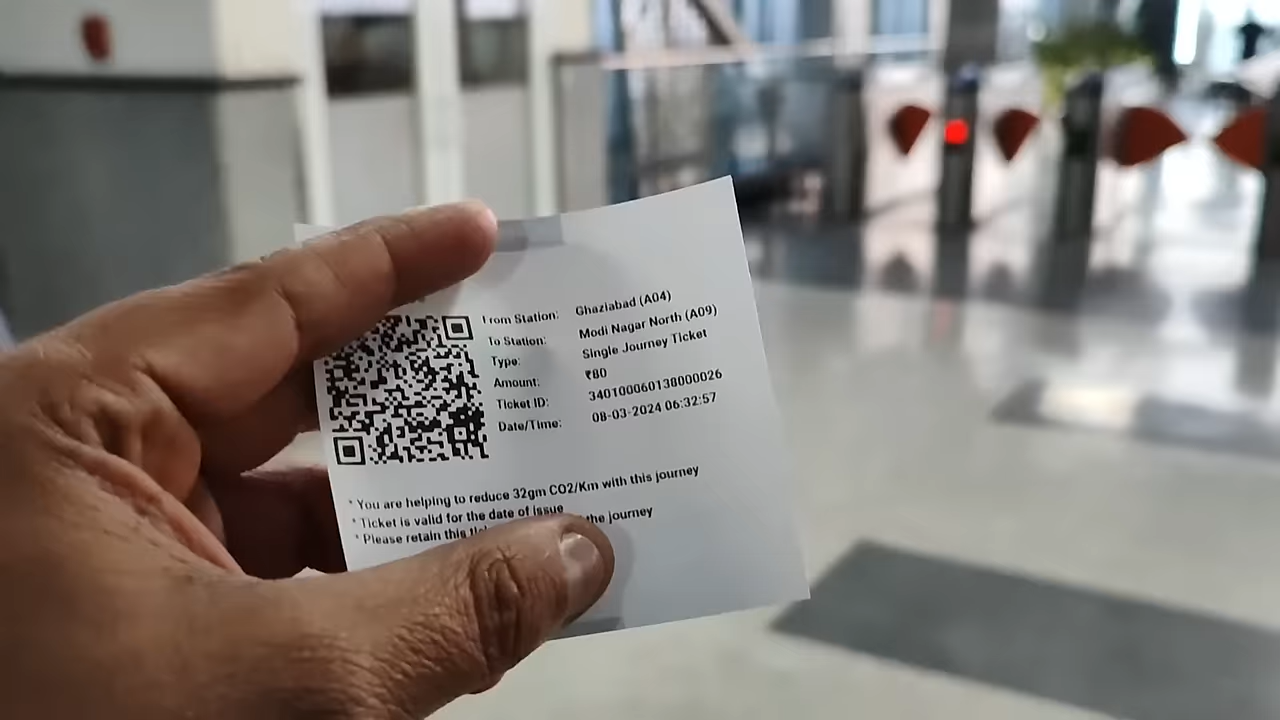 From Station: Ghaziabad (A04)
To Station: Modi Nagar North (A09)
Type: Single Journey Ticket
Amount: ₹80
Ticket ID: 340100060138000026
Date/Time: 08-03-2024 06:32:57
* You are helping to reduce 32gm CO2/Km with this journey
* Ticket is valid for the date of issue
* Please retain this the journey